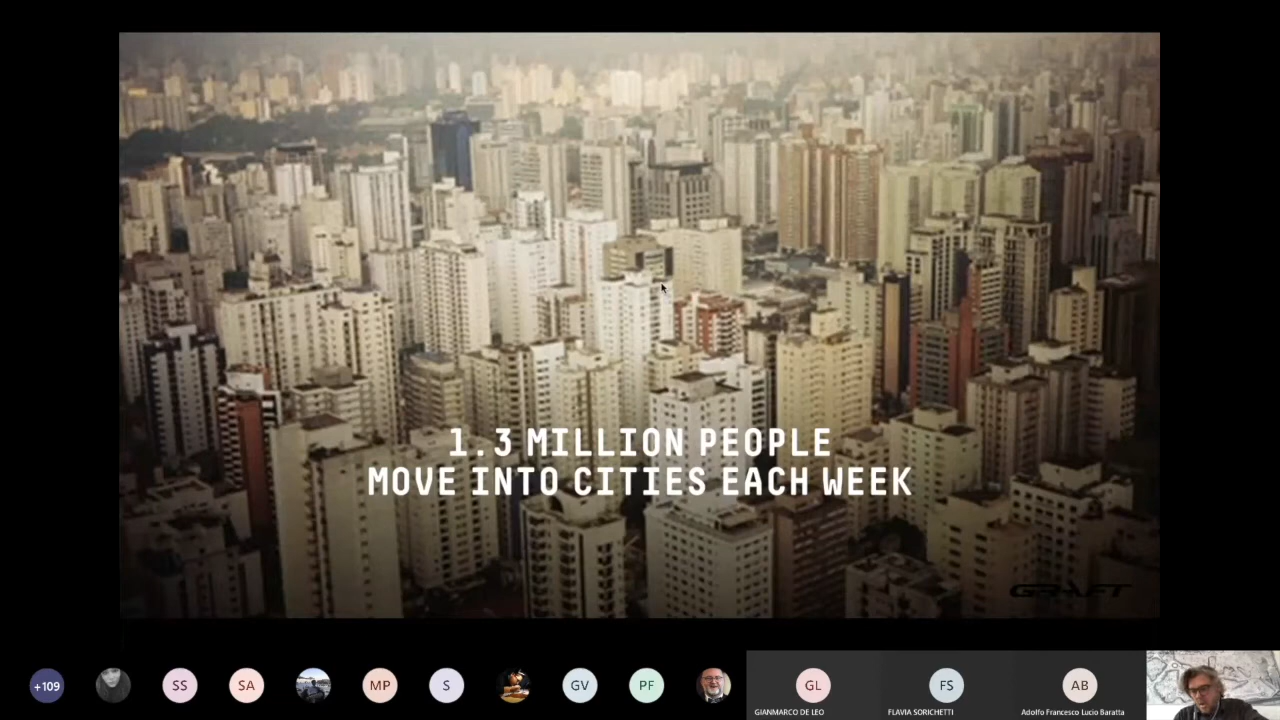 1.3 MILLION PEOPLE
MOVE INTO CITIES EACH WEEK
GRAFT
+109
SS
SA
MP
S
GV
PF
GL
FS
AB
GIANMARCO DE LEO
FLAVIA SORICHETTI
Adolfo Francesco Lucio Baratta